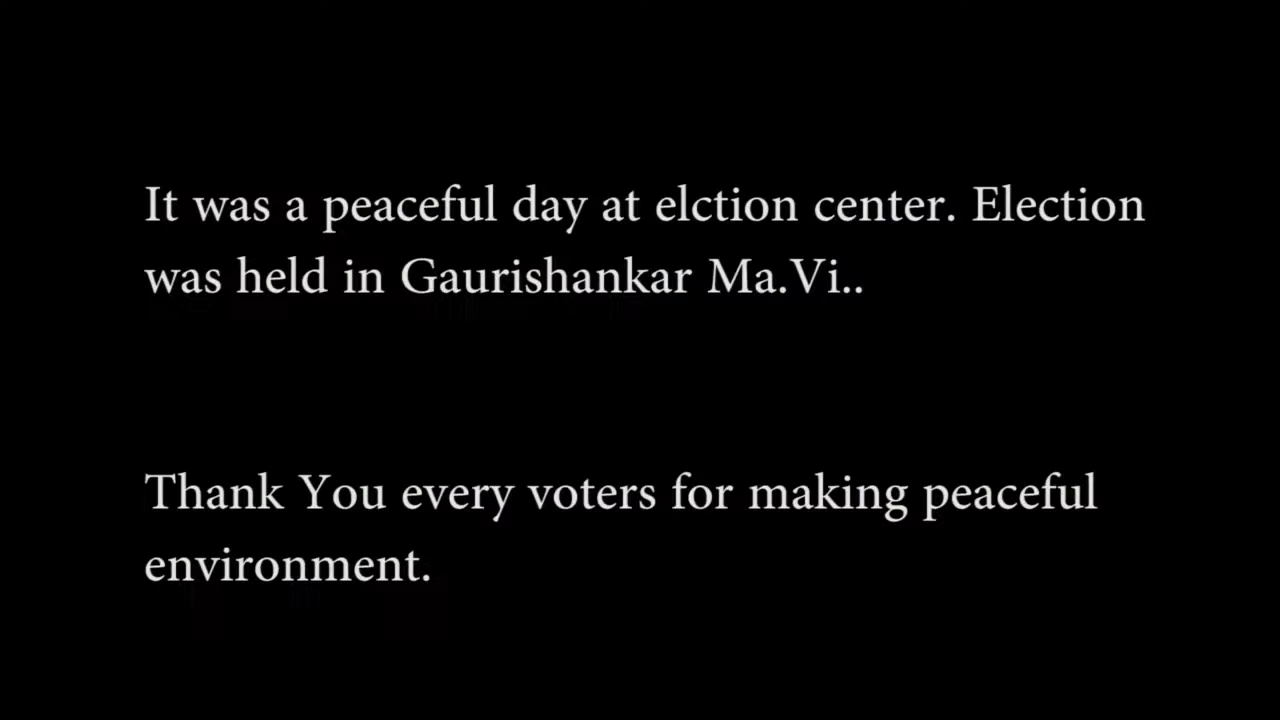 It was a peaceful day at elction center. Election
was held in Gaurishankar Ma.Vi..
Thank You every voters for making peaceful
environment.